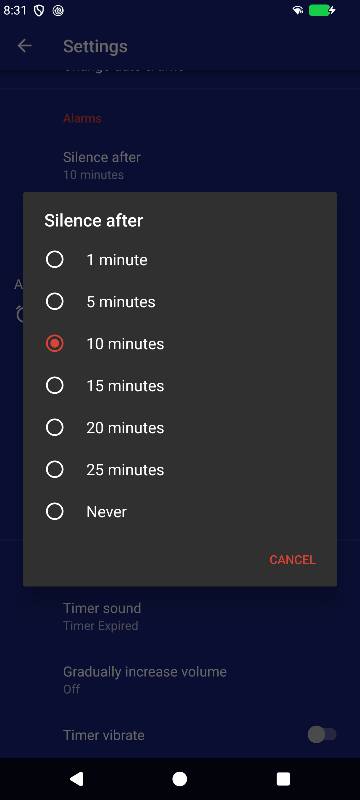 8:31
Settings
Alarms
Silence after
10 minutes
Silence after
1 minute
5 minutes
10 minutes
15 minutes
20 minutes
25 minutes
Never
CANCEL
Timer sound
Timer Expired
Gradually increase volume
Off
Timer vibrate